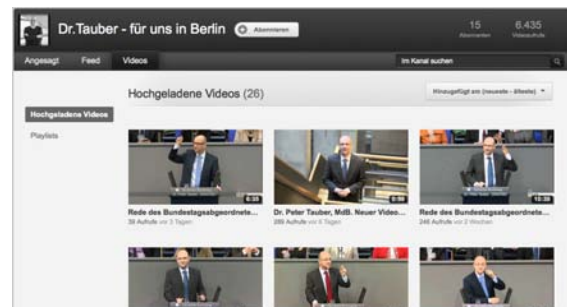 Dr.Tauber - für uns in Berlin
Abonnieren
15
6.435
Abonnenten
Videoaufrufe
Angesagt
Feed
Videos
Im Kanal suchen
Hochgeladene Videos (26)
Hinzugefügt am (neueste - älteste)
Hochgeladene Videos
Playlists
6:35
0:56
Rede des Bundestagsabgeordnete...
Dr. Peter Tauber, MdB. Neuer Video...
Rede des Bundestagsabgeordnete...
38 Aufrufe vor 3 Tagen
289 Aufrufe vor 6 Tagen
246 Aufrufe vor 2 Wochen